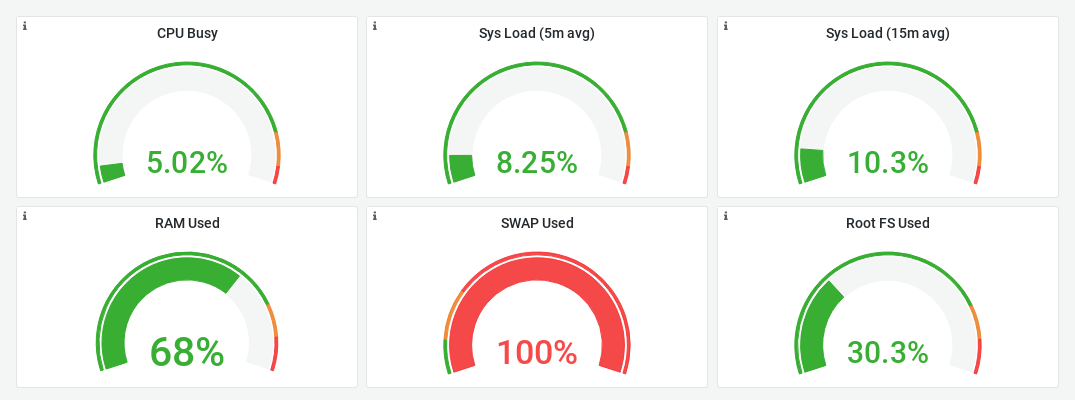 CPU Busy
5.02%
Sys Load (5m avg)
8.25%
Sys Load (15m avg)
10.3%
RAM Used
68%
SWAP Used
100%
Root FS Used
30.3%